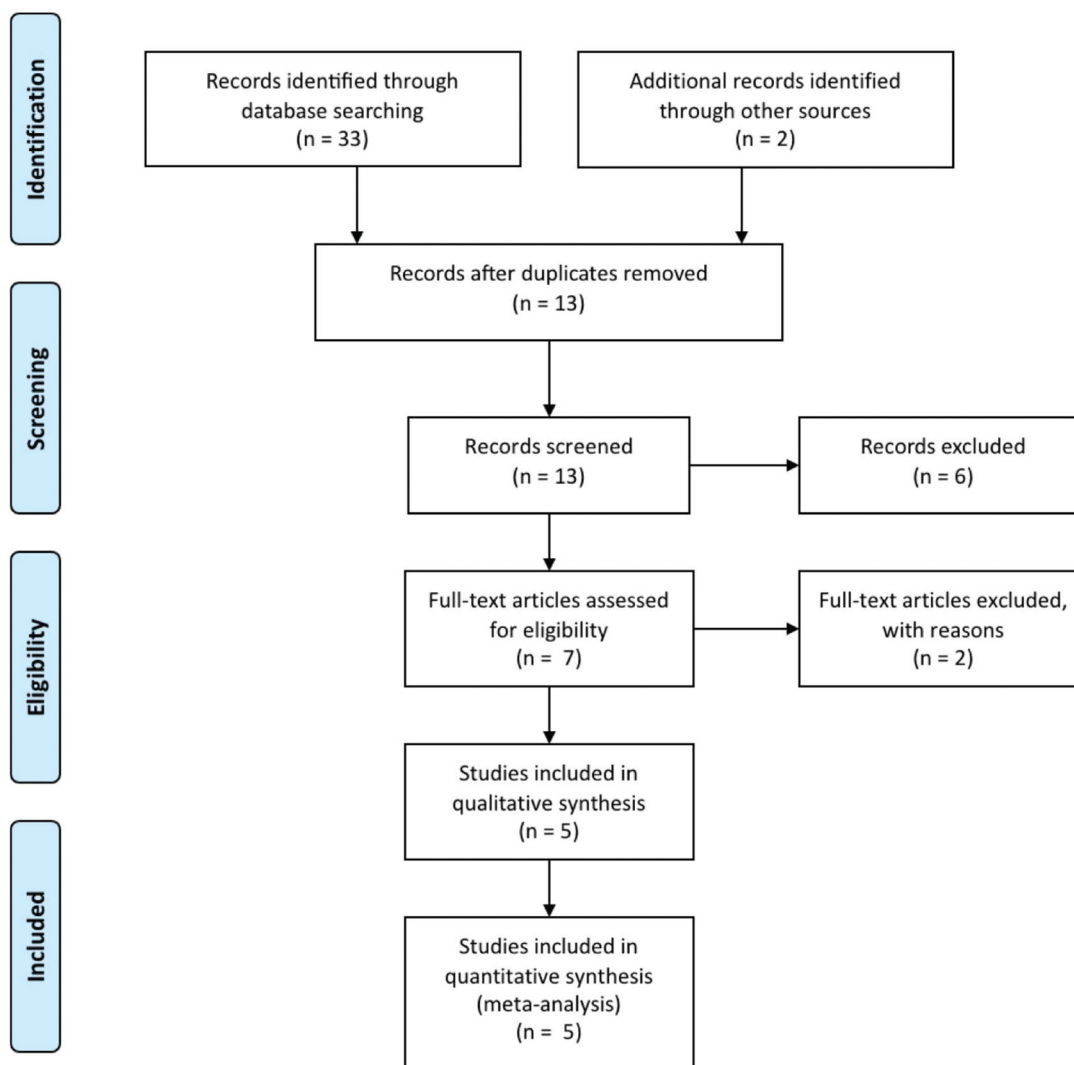 Identification
Records identified through
database searching
(n = 33)
Additional records identified
through other sources
(n = 2)
Records after duplicates removed
(n = 13)
Screening
Records screened
(n = 13)
Records excluded
(n = 6)
Eligibility
Full-text articles assessed
for eligibility
(n = 7)
Full-text articles excluded,
with reasons
(n = 2)
Studies included in
qualitative synthesis
(n = 5)
Included
Studies included in
quantitative synthesis
(meta-analysis)
(n = 5)